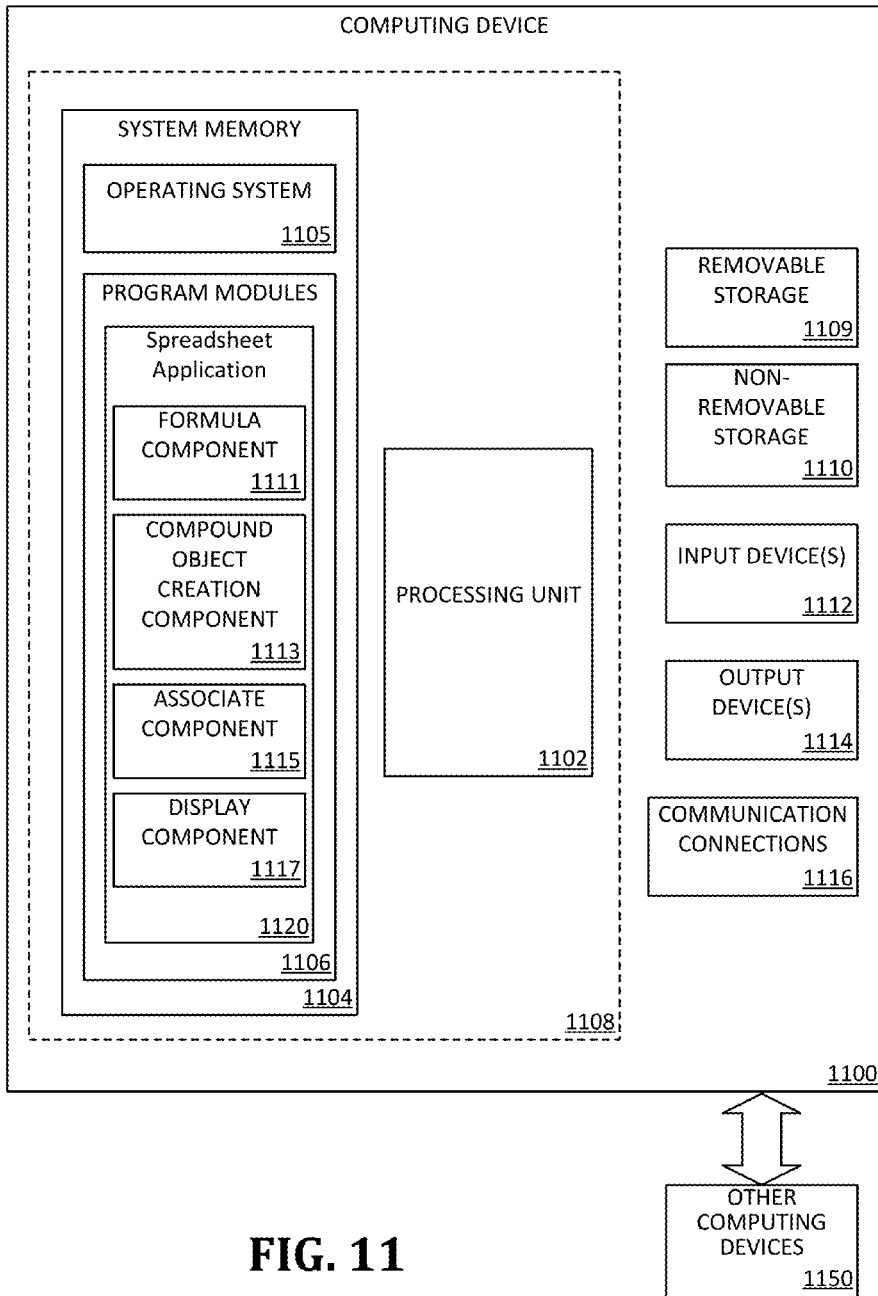 COMPUTING DEVICE
SYSTEM MEMORY
OPERATING SYSTEM
1105
PROGRAM MODULES
Spreadsheet
Application
FORMULA
COMPONENT
1111
COMPOUND
OBJECT
CREATION
COMPONENT
1113
ASSOCIATE
COMPONENT
1115
DISPLAY
COMPONENT
1117
1120
1106
1104
PROCESSING UNIT
1102
1108
REMOVABLE
STORAGE
1109
NON-
REMOVABLE
STORAGE
1110
INPUT DEVICE(S)
1112
OUTPUT
DEVICE(S)
1114
COMMUNICATION
CONNECTIONS
1116
1100
OTHER
COMPUTING
DEVICES
1150
FIG. 11